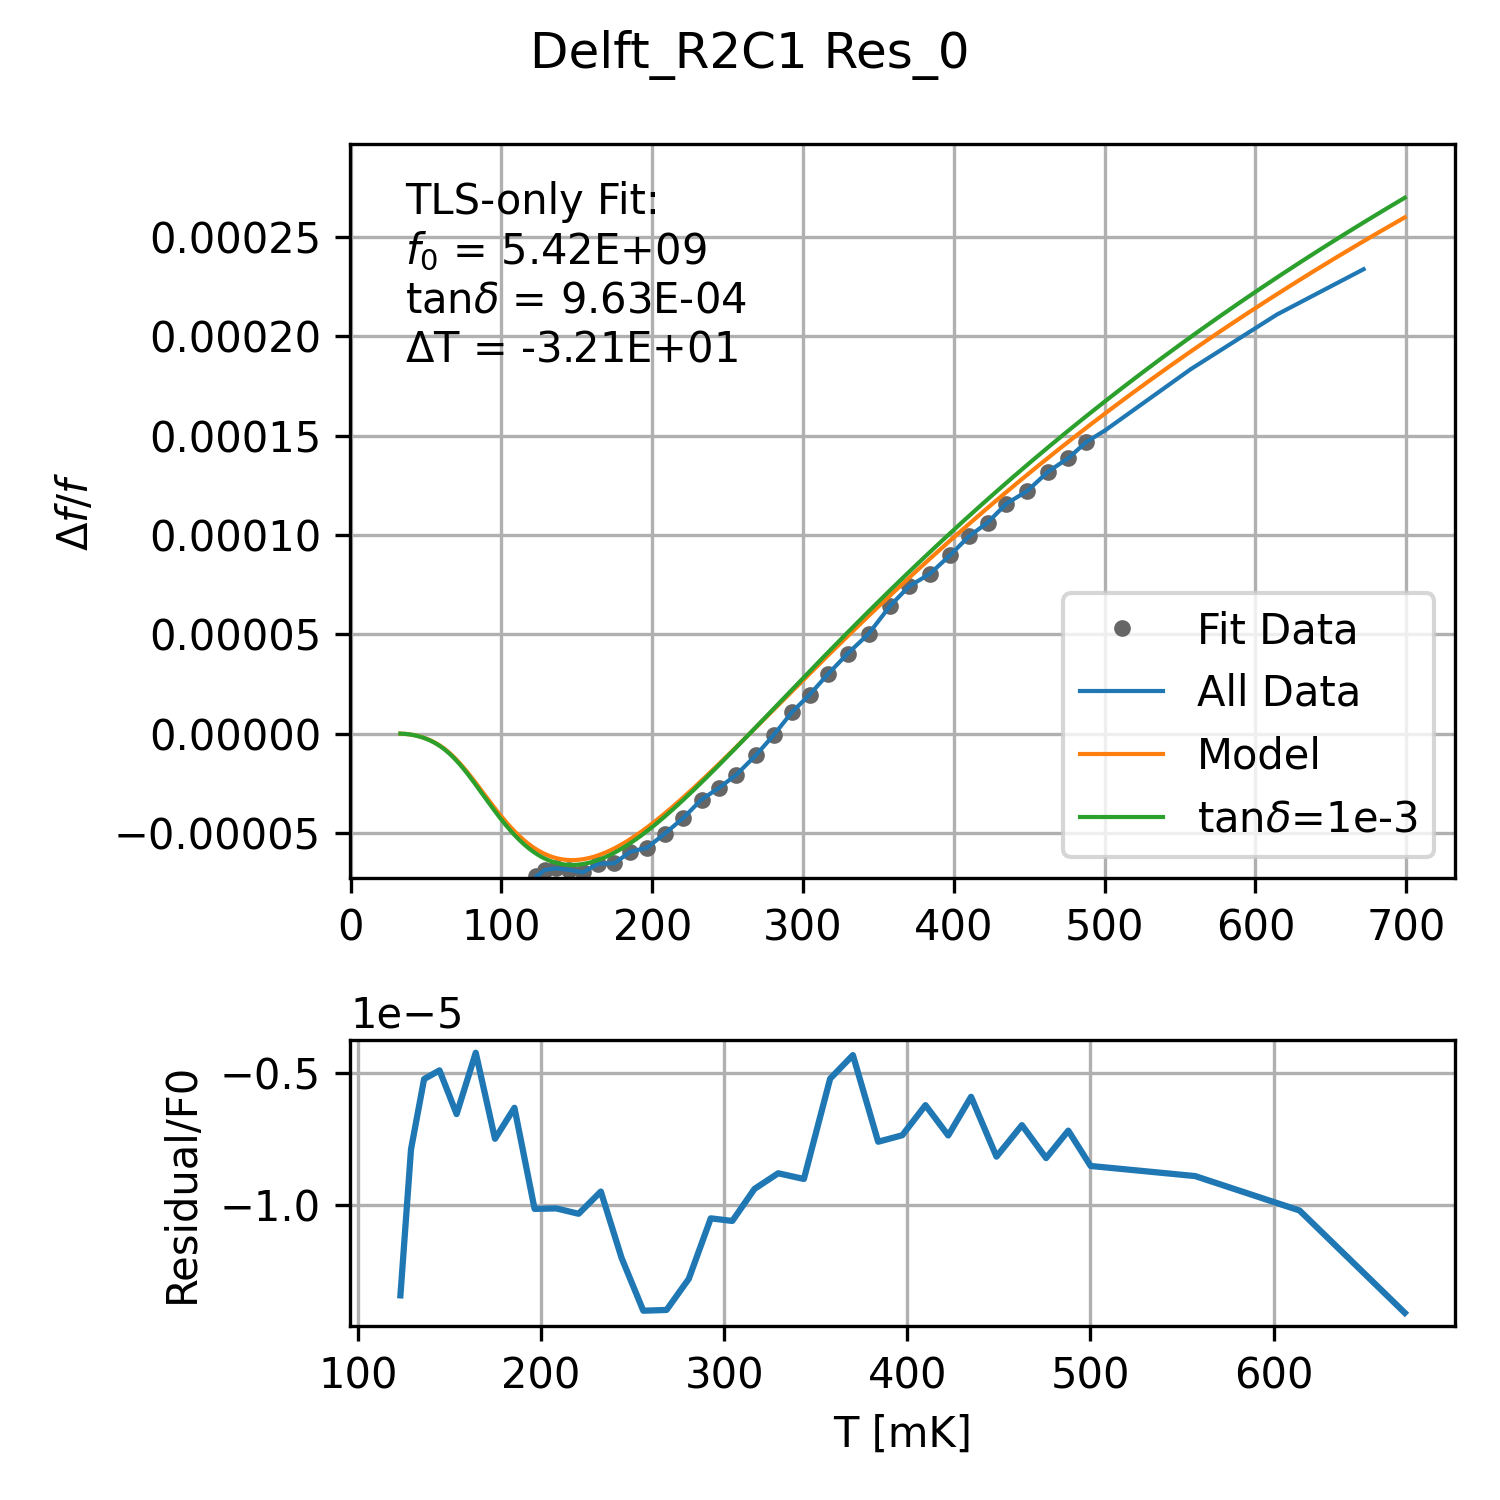 Delft_R2C1 Res_0
TLS-only Fit:
f0 = 5.42E+09
tanδ = 9.63E-04
ΔT = -3.21E+01
Δf/f
0.00025
0.00020
0.00015
0.00010
0.00005
0.00000
−0.00005
Fit Data
All Data
Model
tanδ=1e-3
0 100 200 300 400 500 600 700
1e−5
Residual/F0
−0.5
−1.0
100 200 300 400 500 600
T [mK]